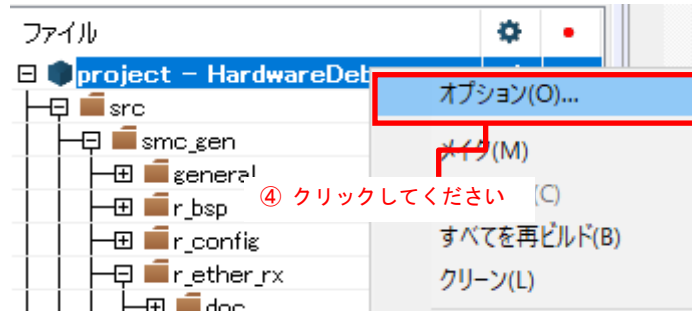 ファイル
project - HardwareDeb
オプション(O)...
src
メイク(M)
smc_gen
general
④ クリックしてください
(C)
r_bsp
すべてを再ビルド(B)
r_config
クリーン(L)
r_ether_rx
doc